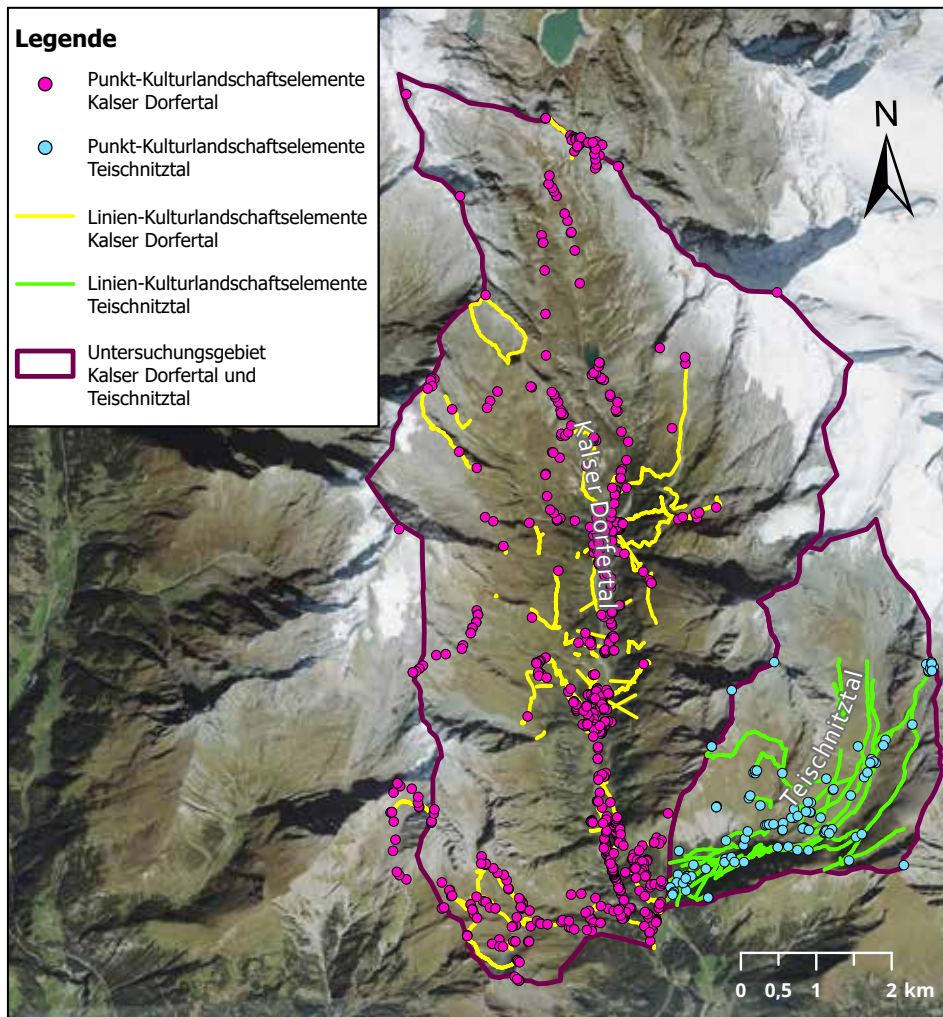 Legende
Punkt-Kulturlandschaftselemente
Kalser Dorfertal
Punkt-Kulturlandschaftselemente
Teischnitztal
Linien-Kulturlandschaftselemente
Kalser Dorfertal
Linien-Kulturlandschaftselemente
Teischnitztal
Untersuchungsgebiet
Kalser Dorfertal und
Teischnitztal
N
Kalser Dorfertal
Teischnitztal
0 0,5 1 2 km